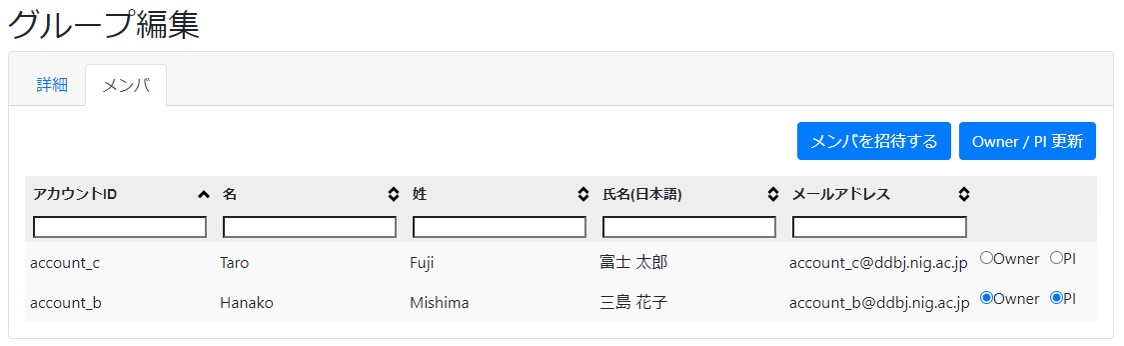 グループ編集
詳細 メンバ
メンバを招待する Owner / PI 更新
アカウントID 名 姓 氏名(日本語) メールアドレス
account_c Taro Fuji 富士 太郎 account_c@ddbj.nig.ac.jp Owner PI
account_b Hanako Mishima 三島 花子 account_b@ddbj.nig.ac.jp Owner PI